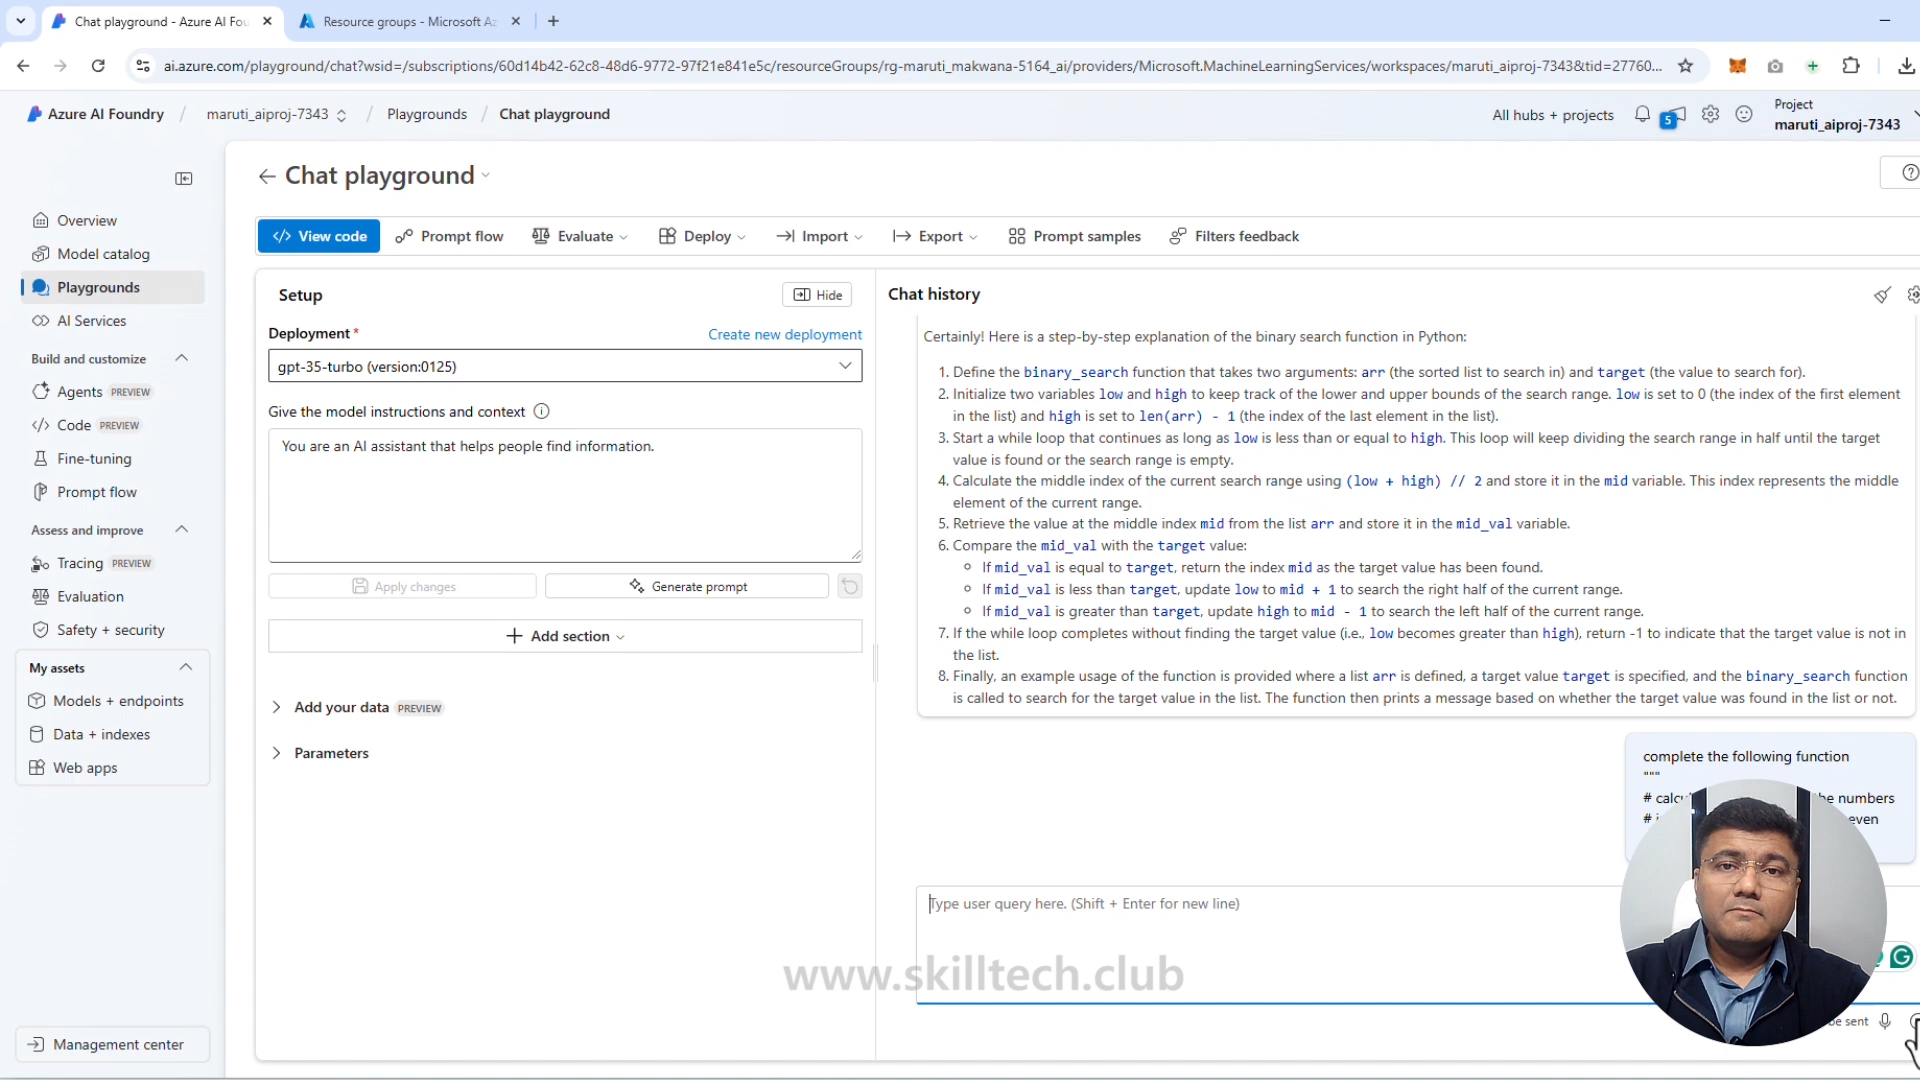 Chat playground - Azure AI Fou
Resource groups - Microsoft Az
ai.azure.com/playground/chat?wsid=/subscriptions/60d14b42-62c8-48d6-9772-97f21e841e5c/resourceGroups/rg-maruti_makwana-5164_ai/providers/Microsoft.MachineLearningServices/workspaces/maruti_aiproj-7343&tid=27760...
Azure AI Foundry / maruti_aiproj-7343 / Playgrounds / Chat playground
All hubs + projects
5
Project
maruti_aiproj-7343
Overview
Model catalog
Playgrounds
AI Services
Build and customize
Agents PREVIEW
Code PREVIEW
Fine-tuning
Prompt flow
Assess and improve
Tracing PREVIEW
Evaluation
Safety + security
My assets
Models + endpoints
Data + indexes
Web apps
Management center
Chat playground
View code
Prompt flow
Evaluate
Deploy
Import
Export
Prompt samples
Filters feedback
Setup
Hide
Deployment *
Create new deployment
gpt-35-turbo (version:0125)
Give the model instructions and context
You are an AI assistant that helps people find information.
Apply changes
Generate prompt
Add section
Add your data PREVIEW
Parameters
Chat history
Certainly! Here is a step-by-step explanation of the binary search function in Python:
1. Define the binary_search function that takes two arguments: arr (the sorted list to search in) and target (the value to search for).
2. Initialize two variables low and high to keep track of the lower and upper bounds of the search range. low is set to 0 (the index of the first element
in the list) and high is set to len(arr) - 1 (the index of the last element in the list).
3. Start a while loop that continues as long as low is less than or equal to high. This loop will keep dividing the search range in half until the target
value is found or the search range is empty.
4. Calculate the middle index of the current search range using (low + high) // 2 and store it in the mid variable. This index represents the middle
element of the current range.
5. Retrieve the value at the middle index mid from the list arr and store it in the mid_val variable.
6. Compare the mid_val with the target value:
If mid_val is equal to target, return the index mid as the target value has been found.
If mid_val is less than target, update low to mid + 1 to search the right half of the current range.
If mid_val is greater than target, update high to mid - 1 to search the left half of the current range.
7. If the while loop completes without finding the target value (i.e., low becomes greater than high), return -1 to indicate that the target value is not in
the list.
8. Finally, an example usage of the function is provided where a list arr is defined, a target value target is specified, and the binary_search function
is called to search for the target value in the list. The function then prints a message based on whether the target value was found in the list or not.
complete the following function
"""
# calc he numbers
# even
Type user query here. (Shift + Enter for new line)
www.skilltech.club
be sent